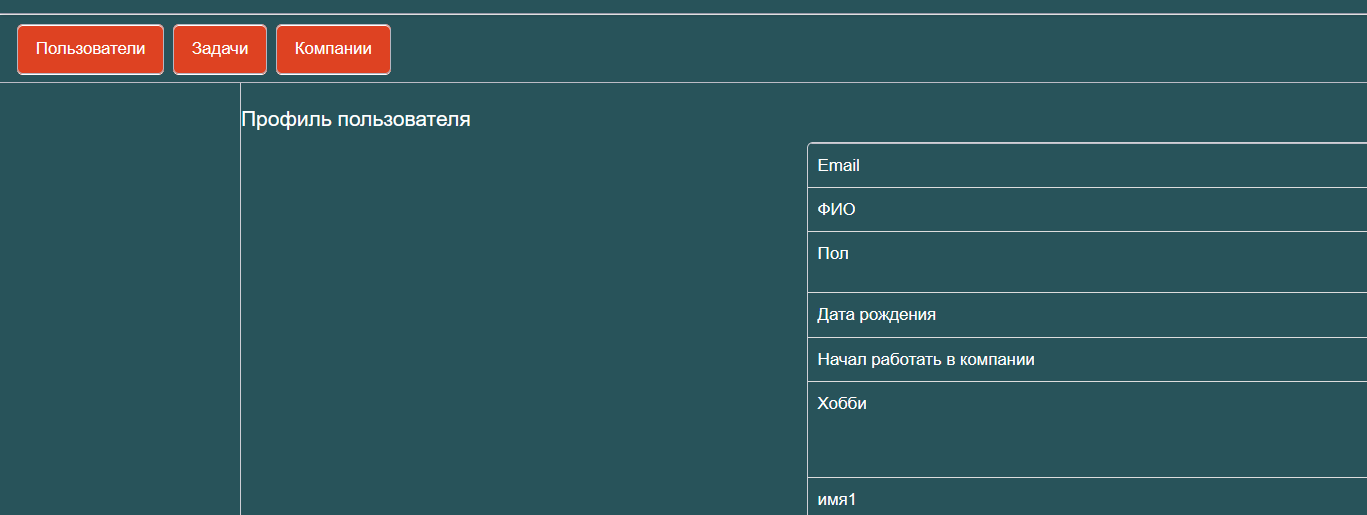 Пользователи Задачи Компании
Профиль пользователя
Email
ФИО
Пол
Дата рождения
Начал работать в компании
Хобби
имя1